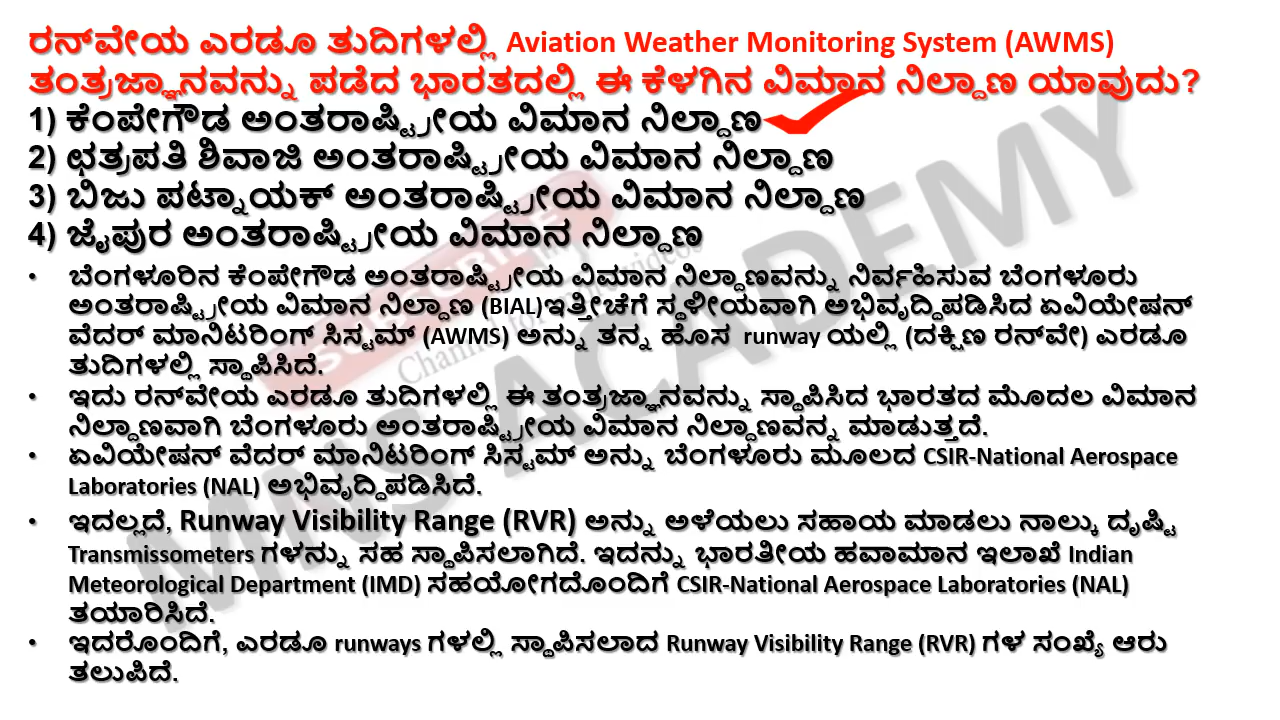 ರನ್‌ವೇಯ ಎರಡೂ ತುದಿಗಳಲ್ಲಿ Aviation Weather Monitoring System (AWMS)
ತಂತ್ರಜ್ಞಾನವನ್ನು ಪಡೆದ ಭಾರತದಲ್ಲಿ ಈ ಕೆಳಗಿನ ವಿಮಾನ ನಿಲ್ದಾಣ ಯಾವುದು?
1) ಕೆಂಪೇಗೌಡ ಅಂತರಾಷ್ಟ್ರೀಯ ವಿಮಾನ ನಿಲ್ದಾಣ
2) ಛತ್ರಪತಿ ಶಿವಾಜಿ ಅಂತರಾಷ್ಟ್ರೀಯ ವಿಮಾನ ನಿಲ್ದಾಣ
3) ಬಿಜು ಪಟ್ನಾಯಕ್ ಅಂತರಾಷ್ಟ್ರೀಯ ವಿಮಾನ ನಿಲ್ದಾಣ
4) ಜೈಪುರ ಅಂತರಾಷ್ಟ್ರೀಯ ವಿಮಾನ ನಿಲ್ದಾಣ
• ಬೆಂಗಳೂರಿನ ಕೆಂಪೇಗೌಡ ಅಂತರಾಷ್ಟ್ರೀಯ ವಿಮಾನ ನಿಲ್ದಾಣವನ್ನು ನಿರ್ವಹಿಸುವ ಬೆಂಗಳೂರು
ಅಂತರಾಷ್ಟ್ರೀಯ ವಿಮಾನ ನಿಲ್ದಾಣ (BIAL)ಇತ್ತೀಚೆಗೆ ಸ್ಥಳೀಯವಾಗಿ ಅಭಿವೃದ್ಧಿಪಡಿಸಿದ ಏವಿಯೇಷನ್
ವೆದರ್ ಮಾನಿಟರಿಂಗ್ ಸಿಸ್ಟಮ್ (AWMS) ಅನ್ನು ತನ್ನ ಹೊಸ runway ಯಲ್ಲಿ (ದಕ್ಷಿಣ ರನ್‌ವೇ) ಎರಡೂ
ತುದಿಗಳಲ್ಲಿ ಸ್ಥಾಪಿಸಿದೆ.
• ಇದು ರನ್‌ವೇಯ ಎರಡೂ ತುದಿಗಳಲ್ಲಿ ಈ ತಂತ್ರಜ್ಞಾನವನ್ನು ಸ್ಥಾಪಿಸಿದ ಭಾರತದ ಮೊದಲ ವಿಮಾನ
ನಿಲ್ದಾಣವಾಗಿ ಬೆಂಗಳೂರು ಅಂತರಾಷ್ಟ್ರೀಯ ವಿಮಾನ ನಿಲ್ದಾಣವನ್ನ ಮಾಡುತ್ತದೆ.
• ಏವಿಯೇಷನ್ ವೆದರ್ ಮಾನಿಟರಿಂಗ್ ಸಿಸ್ಟಮ್ ಅನ್ನು ಬೆಂಗಳೂರು ಮೂಲದ CSIR-National Aerospace
Laboratories (NAL) ಅಭಿವೃದ್ಧಿಪಡಿಸಿದೆ.
• ಇದಲ್ಲದೆ, Runway Visibility Range (RVR) ಅನ್ನು ಅಳೆಯಲು ಸಹಾಯ ಮಾಡಲು ನಾಲ್ಕು ದೃಷ್ಟಿ
Transmissometers ಗಳನ್ನು ಸಹ ಸ್ಥಾಪಿಸಲಾಗಿದೆ. ಇದನ್ನು ಭಾರತೀಯ ಹವಾಮಾನ ಇಲಾಖೆ Indian
Meteorological Department (IMD) ಸಹಯೋಗದೊಂದಿಗೆ CSIR-National Aerospace Laboratories (NAL)
ತಯಾರಿಸಿದೆ.
• ಇದರೊಂದಿಗೆ, ಎರಡೂ runways ಗಳಲ್ಲಿ ಸ್ಥಾಪಿಸಲಾದ Runway Visibility Range (RVR) ಗಳ ಸಂಖ್ಯೆ ಆರು
ತಲುಪಿದೆ.
MNS ACADEMY